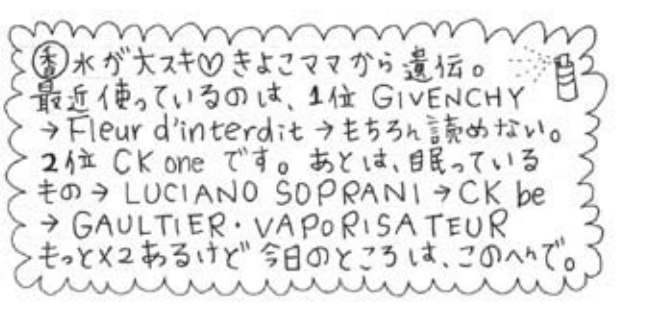 香水が大スキ♡きよこママから遺伝。
最近使っているのは、1位 GIVENCHY
→Fleur d'interdit→もちろん読めない。
2位 CK one です。あとは、眠っている
もの→LUCIANO SOPRANI→CK be
→GAULTIER・VAPORISATEUR
もっと×2あるけど今日のところは、このへんで。